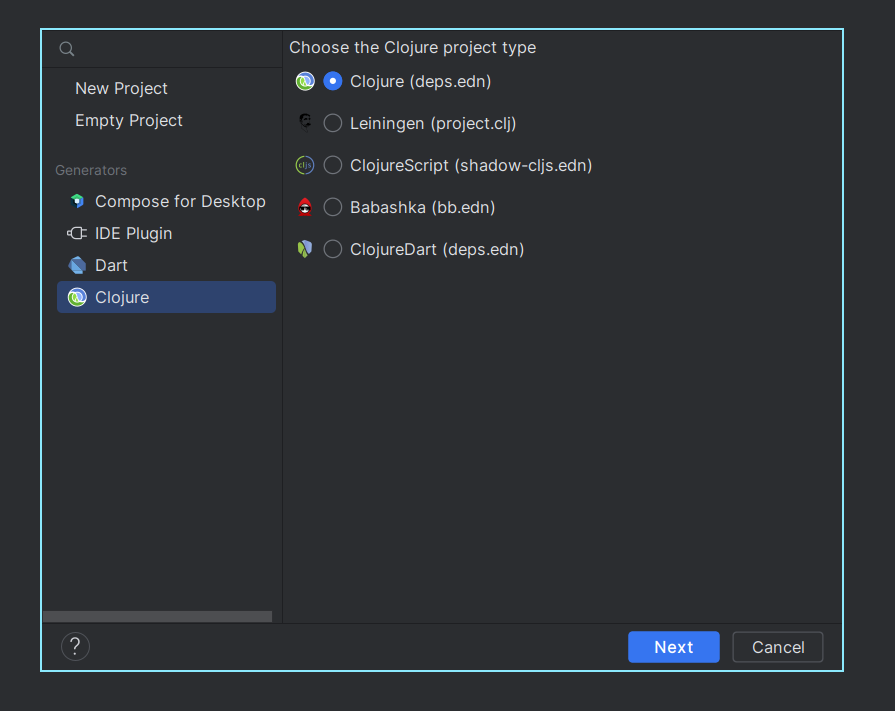 Choose the Clojure project type
New Project
Empty Project
Generators
Compose for Desktop
IDE Plugin
Dart
Clojure
Clojure (deps.edn)
Leiningen (project.clj)
cljs
ClojureScript (shadow-cljs.edn)
Babashka (bb.edn)
ClojureDart (deps.edn)
?
Next
Cancel